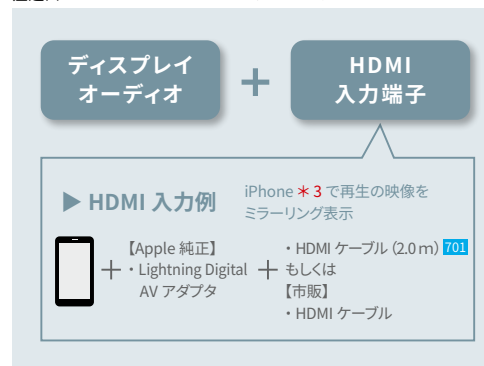 ディスプレイ
オーディオ
+
HDMI
入力端子
▶ HDMI 入力例
iPhone＊3で再生の映像を
ミラーリング表示
+
【Apple 純正】
・Lightning Digital
AV アダプタ
+
・HDMI ケーブル（2.0ｍ）701
もしくは
【市販】
・HDMI ケーブル